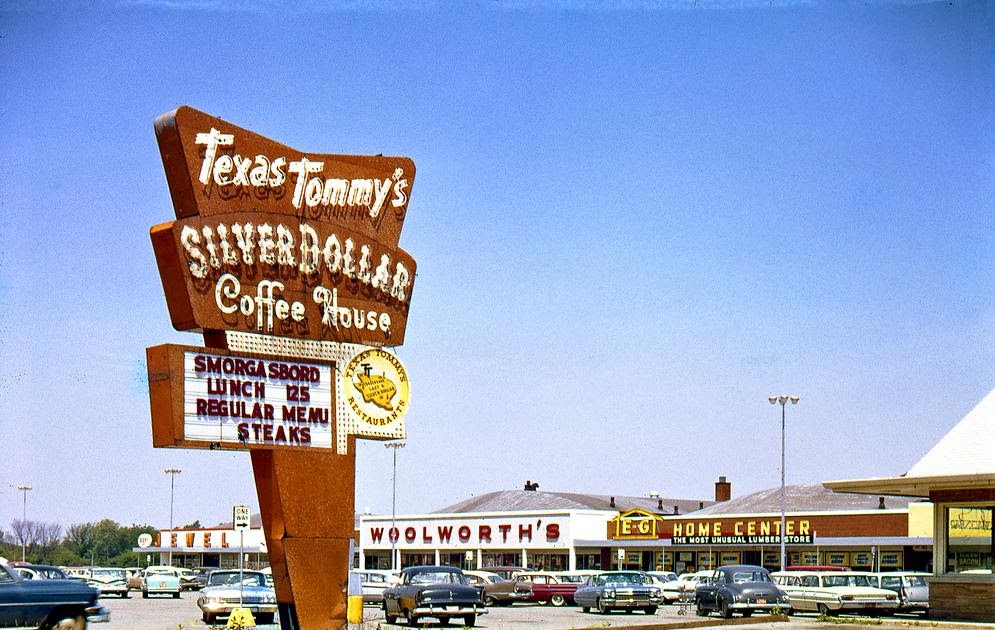 Texas Tommy's
SILVER DOLLAR
Coffee House
SMORGASBORD
LUNCH 125
REGULAR MENU
STEAKS
TEXAS TOMMY'S
TT
RESTAURANTS
ONE
WAY
WOOLWORTH'S
E-G
HOME CENTER
THE MOST UNUSUAL LUMBER STORE